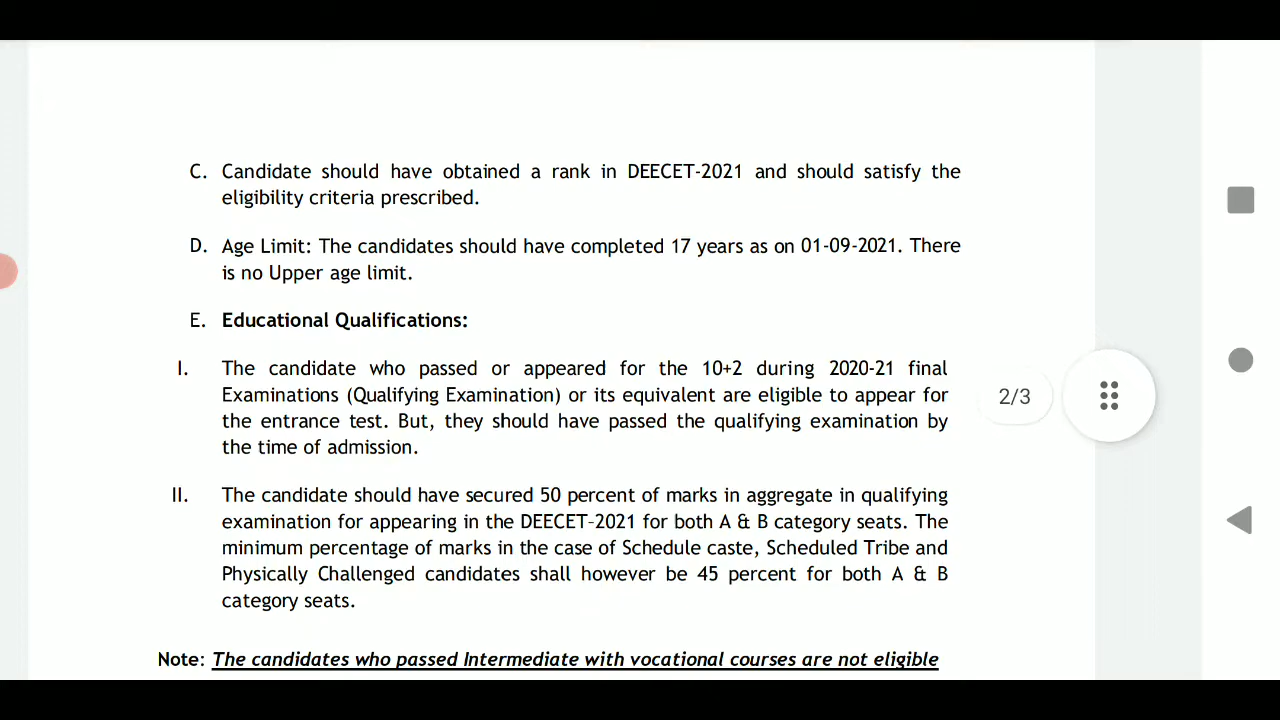 C. Candidate should have obtained a rank in DEECET-2021 and should satisfy the
eligibility criteria prescribed.
D. Age Limit: The candidates should have completed 17 years as on 01-09-2021. There
is no Upper age limit.
E. Educational Qualifications:
I. The candidate who passed or appeared for the 10+2 during 2020-21 final
Examinations (Qualifying Examination) or its equivalent are eligible to appear for
the entrance test. But, they should have passed the qualifying examination by
the time of admission.
2/3
II. The candidate should have secured 50 percent of marks in aggregate in qualifying
examination for appearing in the DEECET-2021 for both A & B category seats. The
minimum percentage of marks in the case of Schedule caste, Scheduled Tribe and
Physically Challenged candidates shall however be 45 percent for both A & B
category seats.
Note: The candidates who passed Intermediate with vocational courses are not eligible